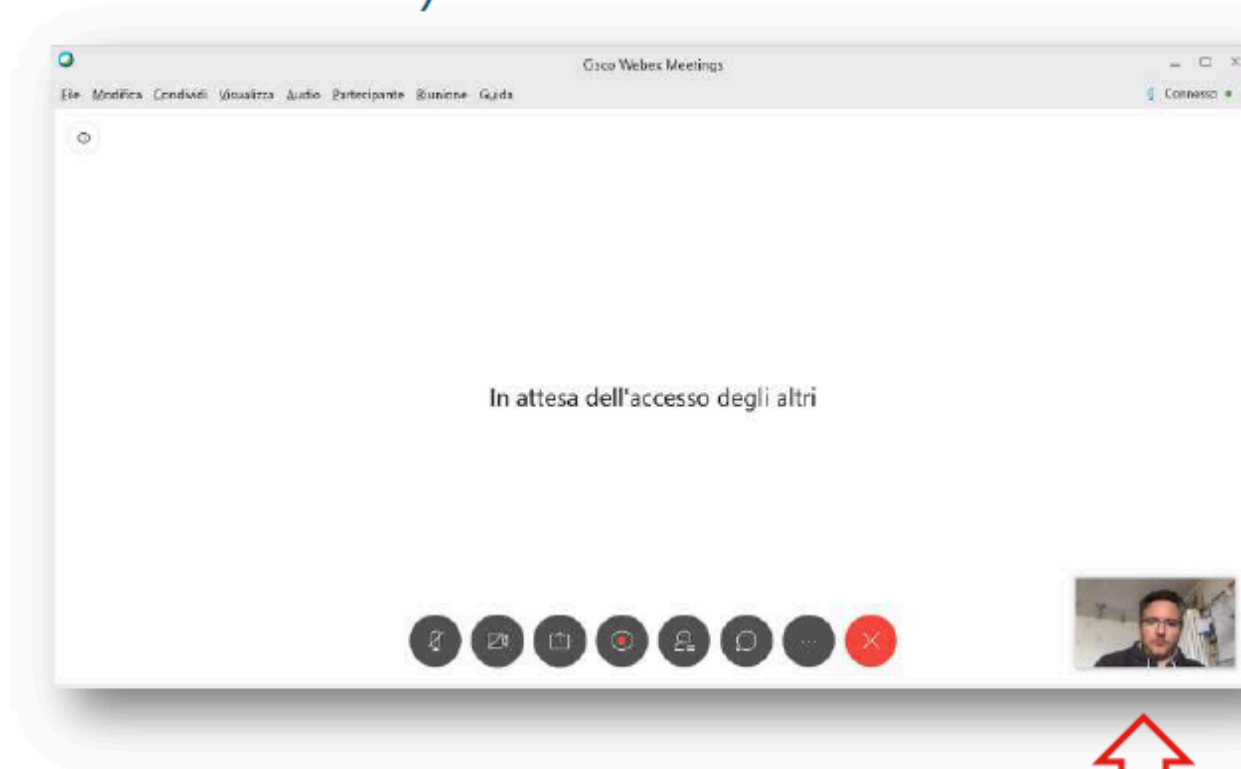 Cisco Webex Meetings
File Modifica Condividi Visualizza Audio Partecipante Riunione Guida
Connesso
In attesa dell'accesso degli altri